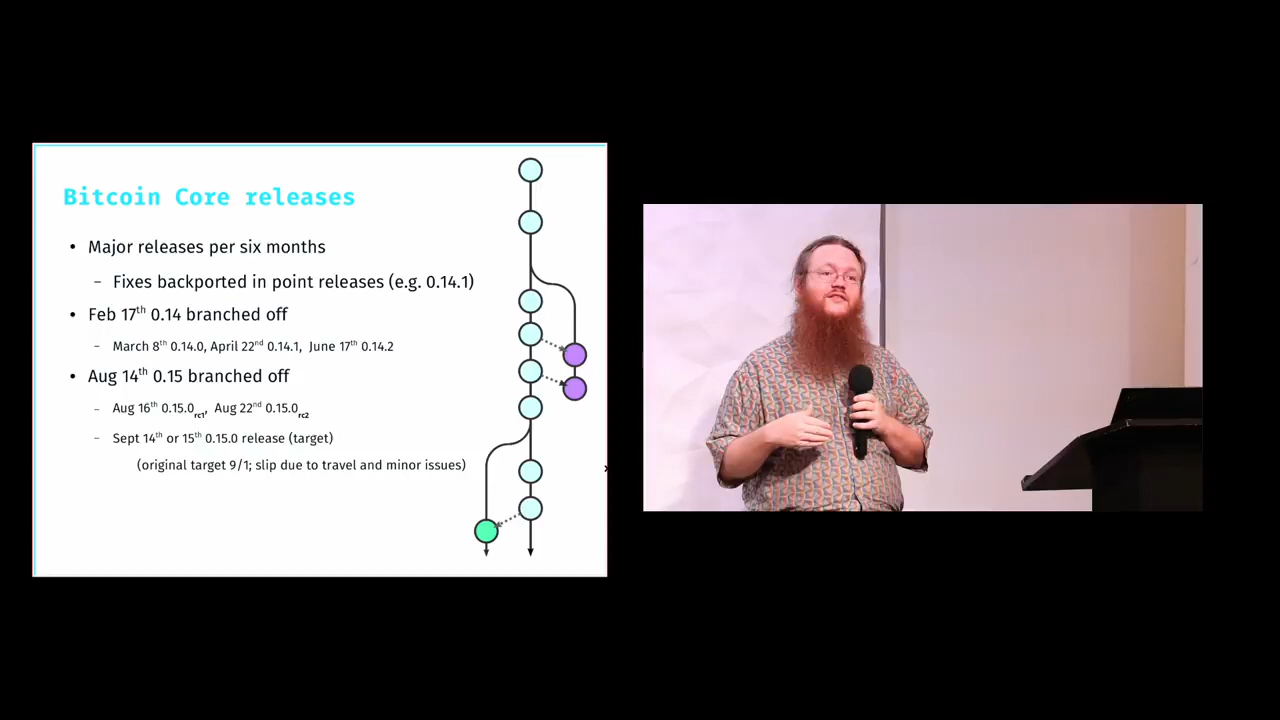 Bitcoin Core releases
• Major releases per six months
– Fixes backported in point releases (e.g. 0.14.1)
• Feb 17th 0.14 branched off
– March 8th 0.14.0, April 22nd 0.14.1, June 17th 0.14.2
• Aug 14th 0.15 branched off
– Aug 16th 0.15.0rc1, Aug 22nd 0.15.0rc2
– Sept 14th or 15th 0.15.0 release (target)
(original target 9/1; slip due to travel and minor issues)